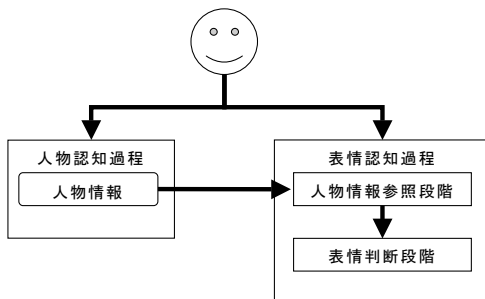 人物認知過程
人物情報
表情認知過程
人物情報参照段階
表情判断段階